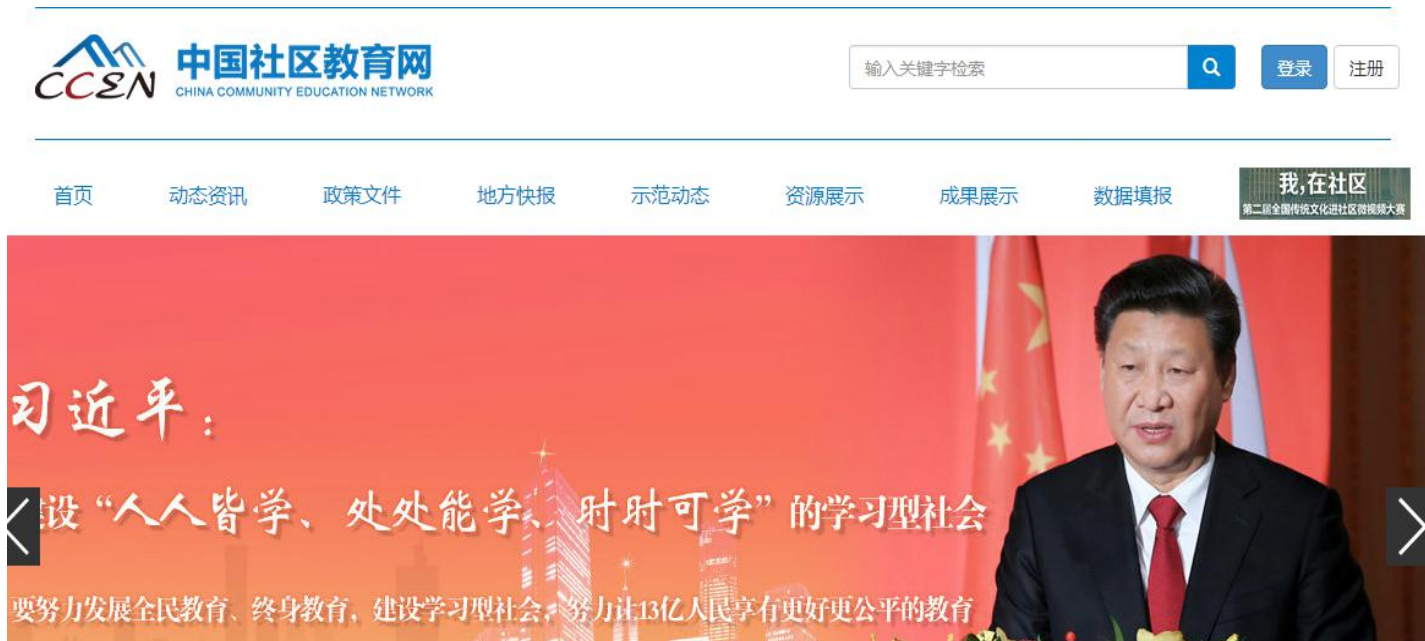 CCEN
中国社区教育网
CHINA COMMUNITY EDUCATION NETWORK
输入关键字检索
登录
注册
首页
动态资讯
政策文件
地方快报
示范动态
资源展示
成果展示
数据填报
我,在社区
第二届全国传统文化进社区微视频大赛
习近平：
建设“人人皆学、处处能学、时时可学”的学习型社会
要努力发展全民教育、终身教育，建设学习型社会，努力让13亿人民享有更好更公平的教育